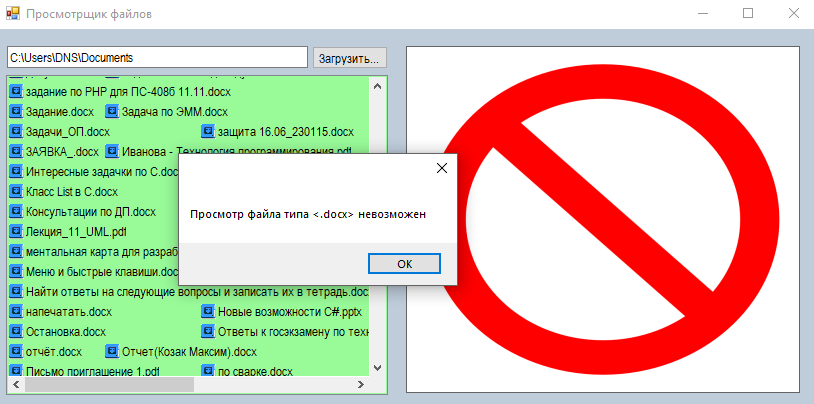 Просмотрщик файлов
C:\Users\DNS\Documents
Загрузить...
задание по PHP для ПС-408б 11.11.docx
Задание.docx
Задача по ЭММ.docx
Задачи_ОП.docx
защита 16.06_230115.docx
ЗАЯВКА_.docx
Иванова - Технология программирования.pdf
Интересные задачки по C.doc
Класс List в C.docx
Консультации по ДП.docx
Лекция_11_UML.pdf
ментальная карта для разраб
Меню и быстрые клавиши.doc
Найти ответы на следующие вопросы и записать их в тетрадь.doc
напечатать.docx
Новые возможности C#.pptx
Остановка.docx
Ответы к госэкзамену по техн
отчёт.docx
Отчет(Козак Максим).docx
Письмо приглашение 1.pdf
по сварке.docx
Просмотр файла типа <.docx> невозможен
OK